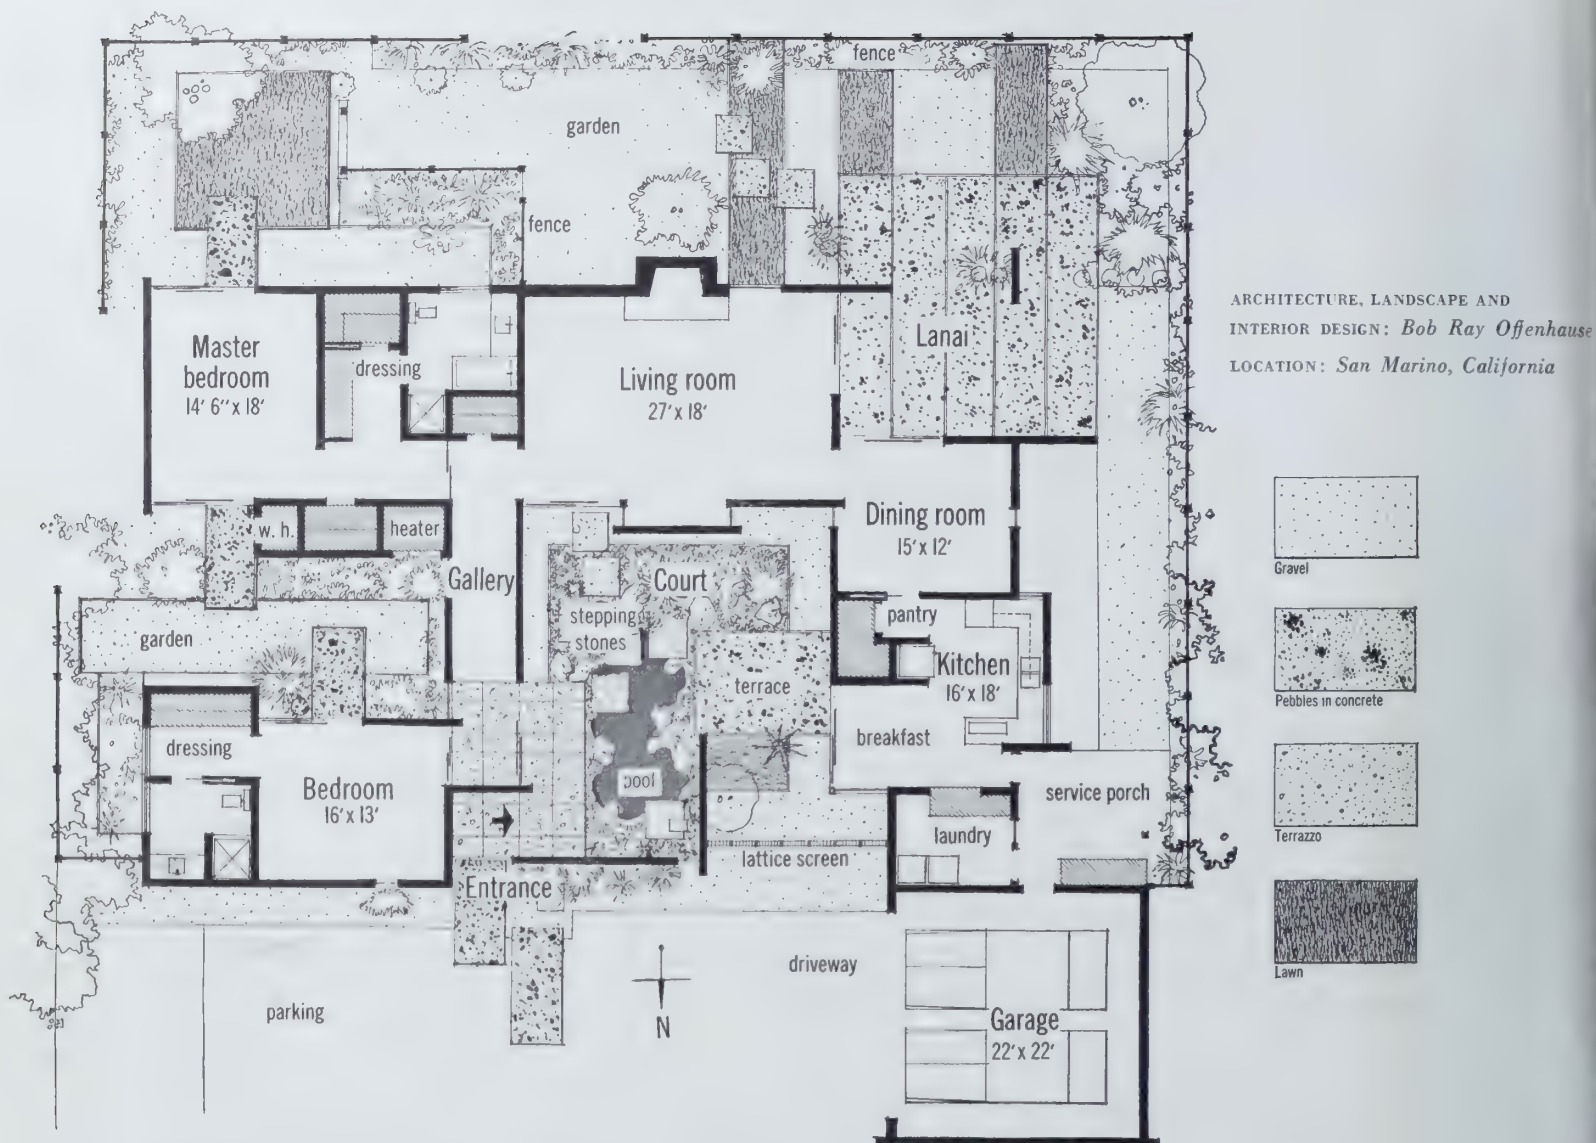 fence
garden
fence
Master
bedroom
14' 6" x 18'
dressing
Living room
27' x 18'
Lanai
ARCHITECTURE, LANDSCAPE AND
INTERIOR DESIGN: Bob Ray Offenhause
LOCATION: San Marino, California
w. h.
heater
Gallery
Court
stepping
stones
Dining room
15' x 12'
pantry
Kitchen
16' x 18'
terrace
breakfast
garden
dressing
Bedroom
16' x 13'
pool
lattice screen
laundry
service porch
Entrance
parking
N
driveway
Garage
22' x 22'
Gravel
Pebbles in concrete
Terrazzo
Lawn